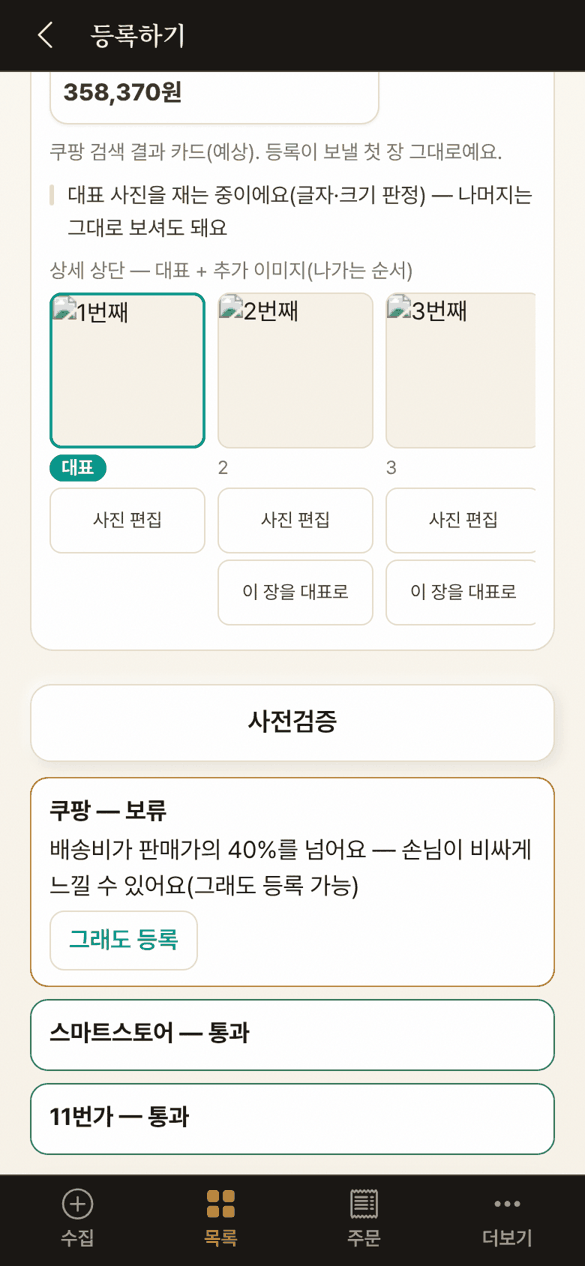 등록하기
358,370원
쿠팡 검색 결과 카드(예상). 등록이 보낼 첫 장 그대로예요.
대표 사진을 재는 중이에요(글자·크기 판정) — 나머지는
그대로 보셔도 돼요
상세 상단 — 대표 + 추가 이미지(나가는 순서)
1번째 2번째 3번째
대표 2 3
사진 편집 사진 편집 사진 편집
이 장을 대표로 이 장을 대표로
사전검증
쿠팡 — 보류
배송비가 판매가의 40%를 넘어요 — 손님이 비싸게
느낄 수 있어요(그래도 등록 가능)
그래도 등록
스마트스토어 — 통과
11번가 — 통과
수집 목록 주문 더보기